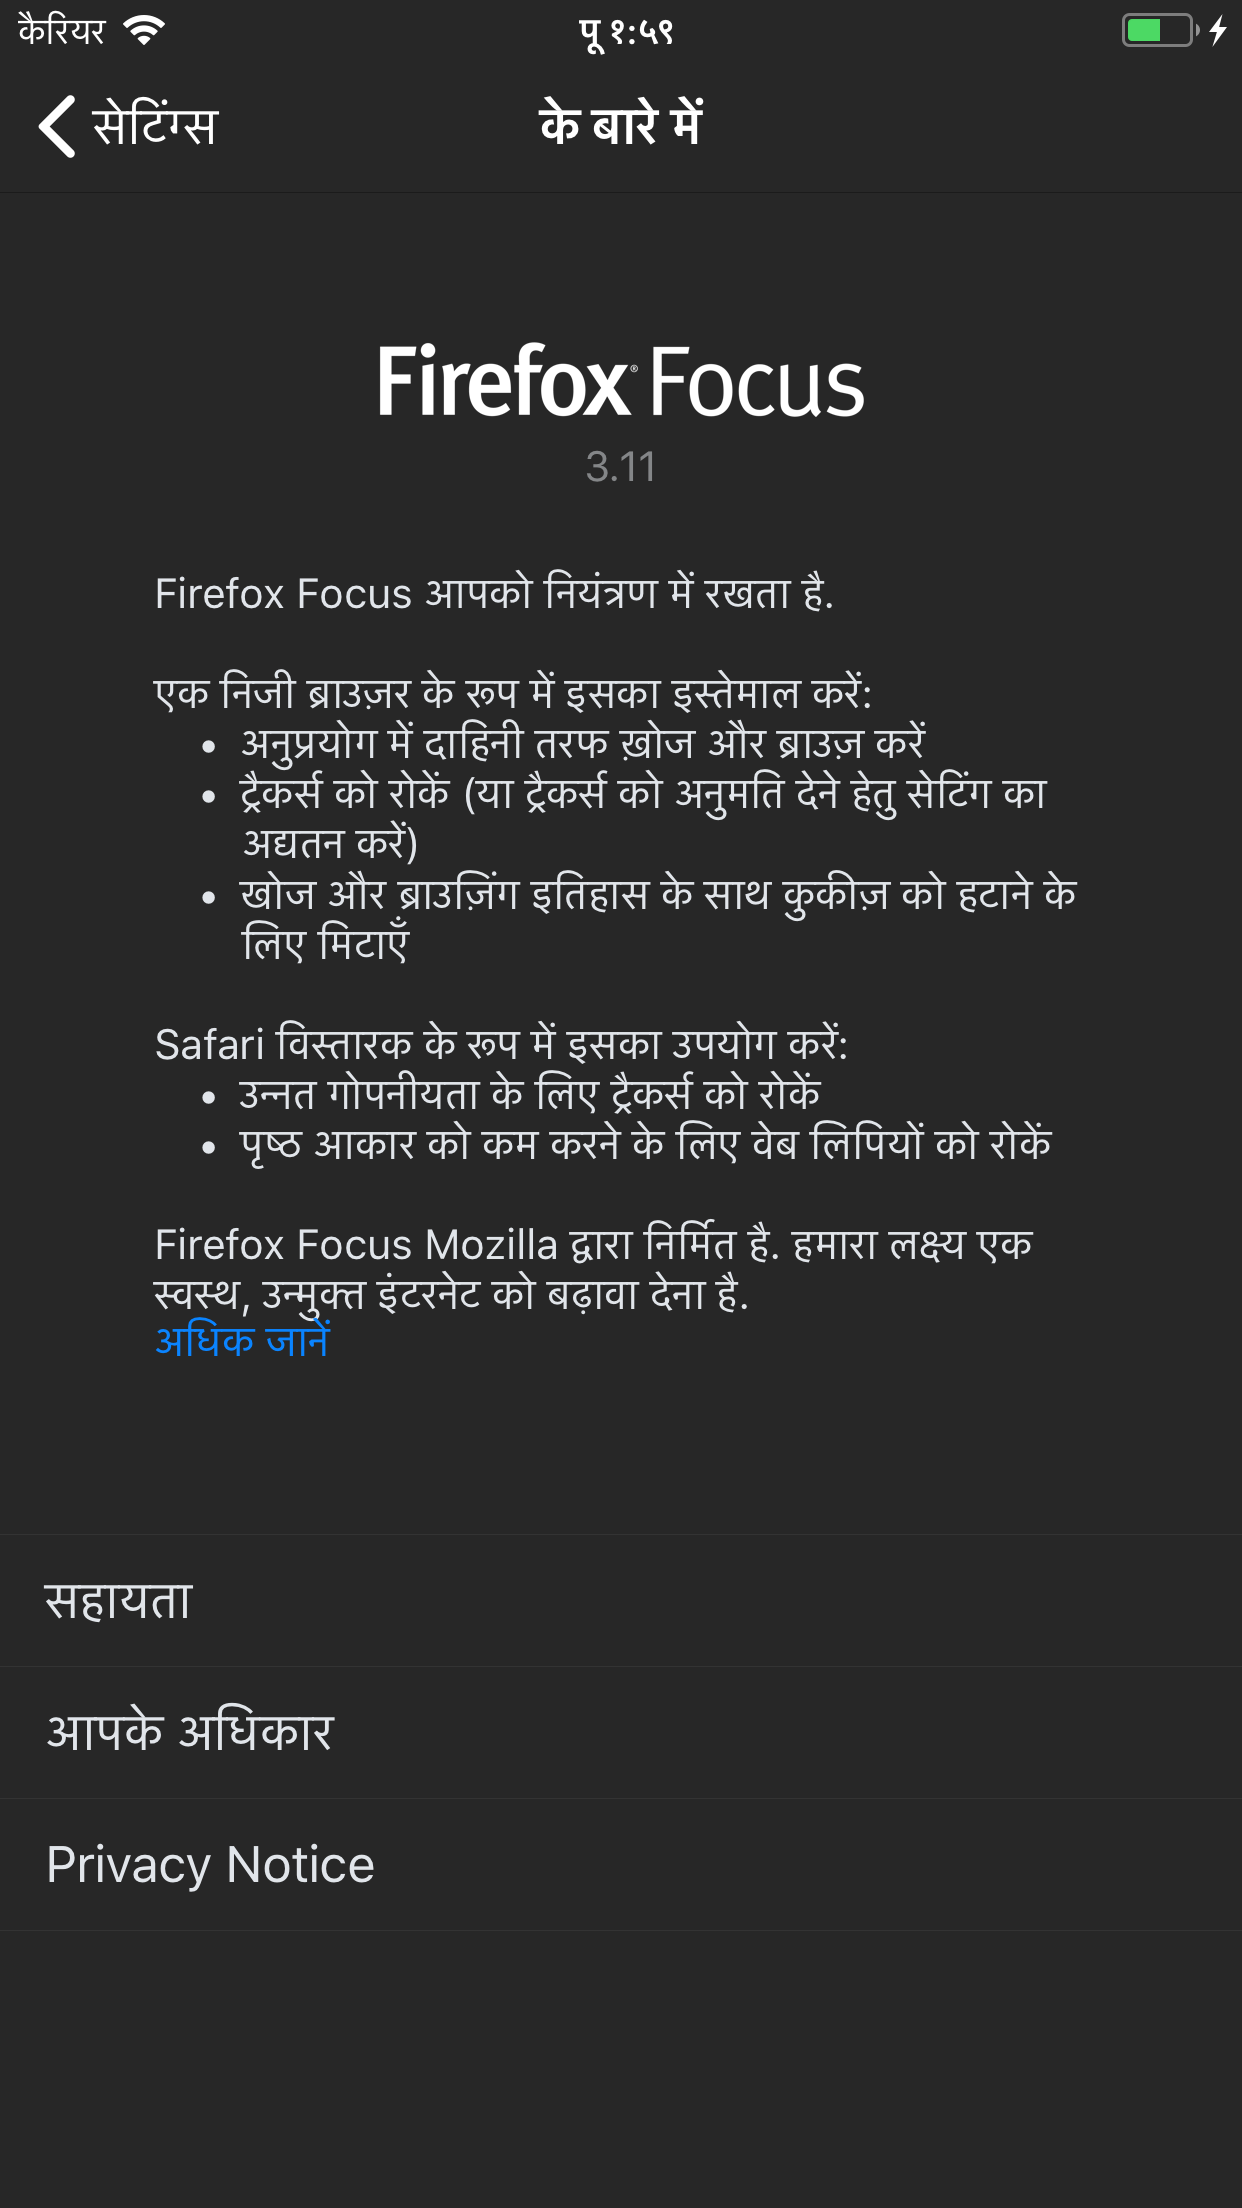 कैरियर
पू १:५९
सेटिंग्स
के बारे में
Firefox® Focus
3.11
Firefox Focus आपको नियंत्रण में रखता है.
एक निजी ब्राउज़र के रूप में इसका इस्तेमाल करें:
• अनुप्रयोग में दाहिनी तरफ ख़ोज और ब्राउज़ करें
• ट्रैकर्स को रोकें (या ट्रैकर्स को अनुमति देने हेतु सेटिंग का
अद्यतन करें)
• खोज और ब्राउज़िंग इतिहास के साथ कुकीज़ को हटाने के
लिए मिटाएँ
Safari विस्तारक के रूप में इसका उपयोग करें:
• उन्नत गोपनीयता के लिए ट्रैकर्स को रोकें
• पृष्ठ आकार को कम करने के लिए वेब लिपियों को रोकें
Firefox Focus Mozilla द्वारा निर्मित है. हमारा लक्ष्य एक
स्वस्थ, उन्मुक्त इंटरनेट को बढ़ावा देना है.
अधिक जानें
सहायता
आपके अधिकार
Privacy Notice